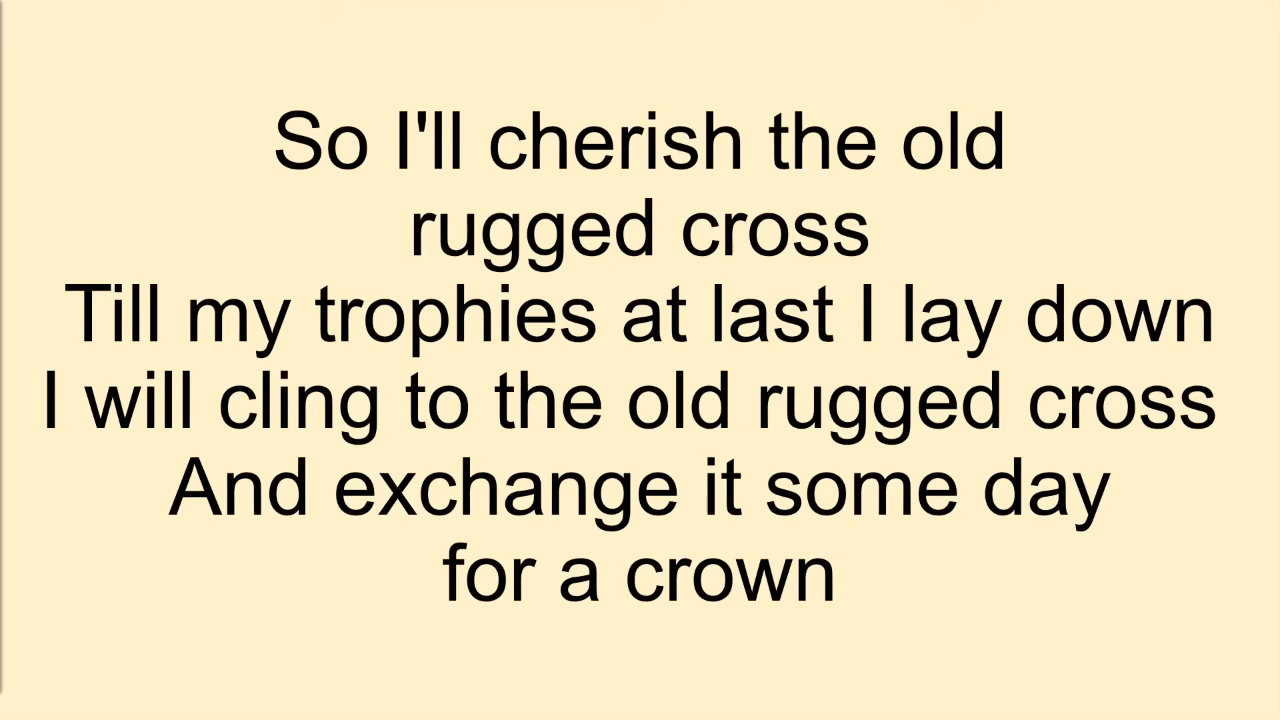 So I'll cherish the old
rugged cross
Till my trophies at last I lay down
I will cling to the old rugged cross
And exchange it some day
for a crown